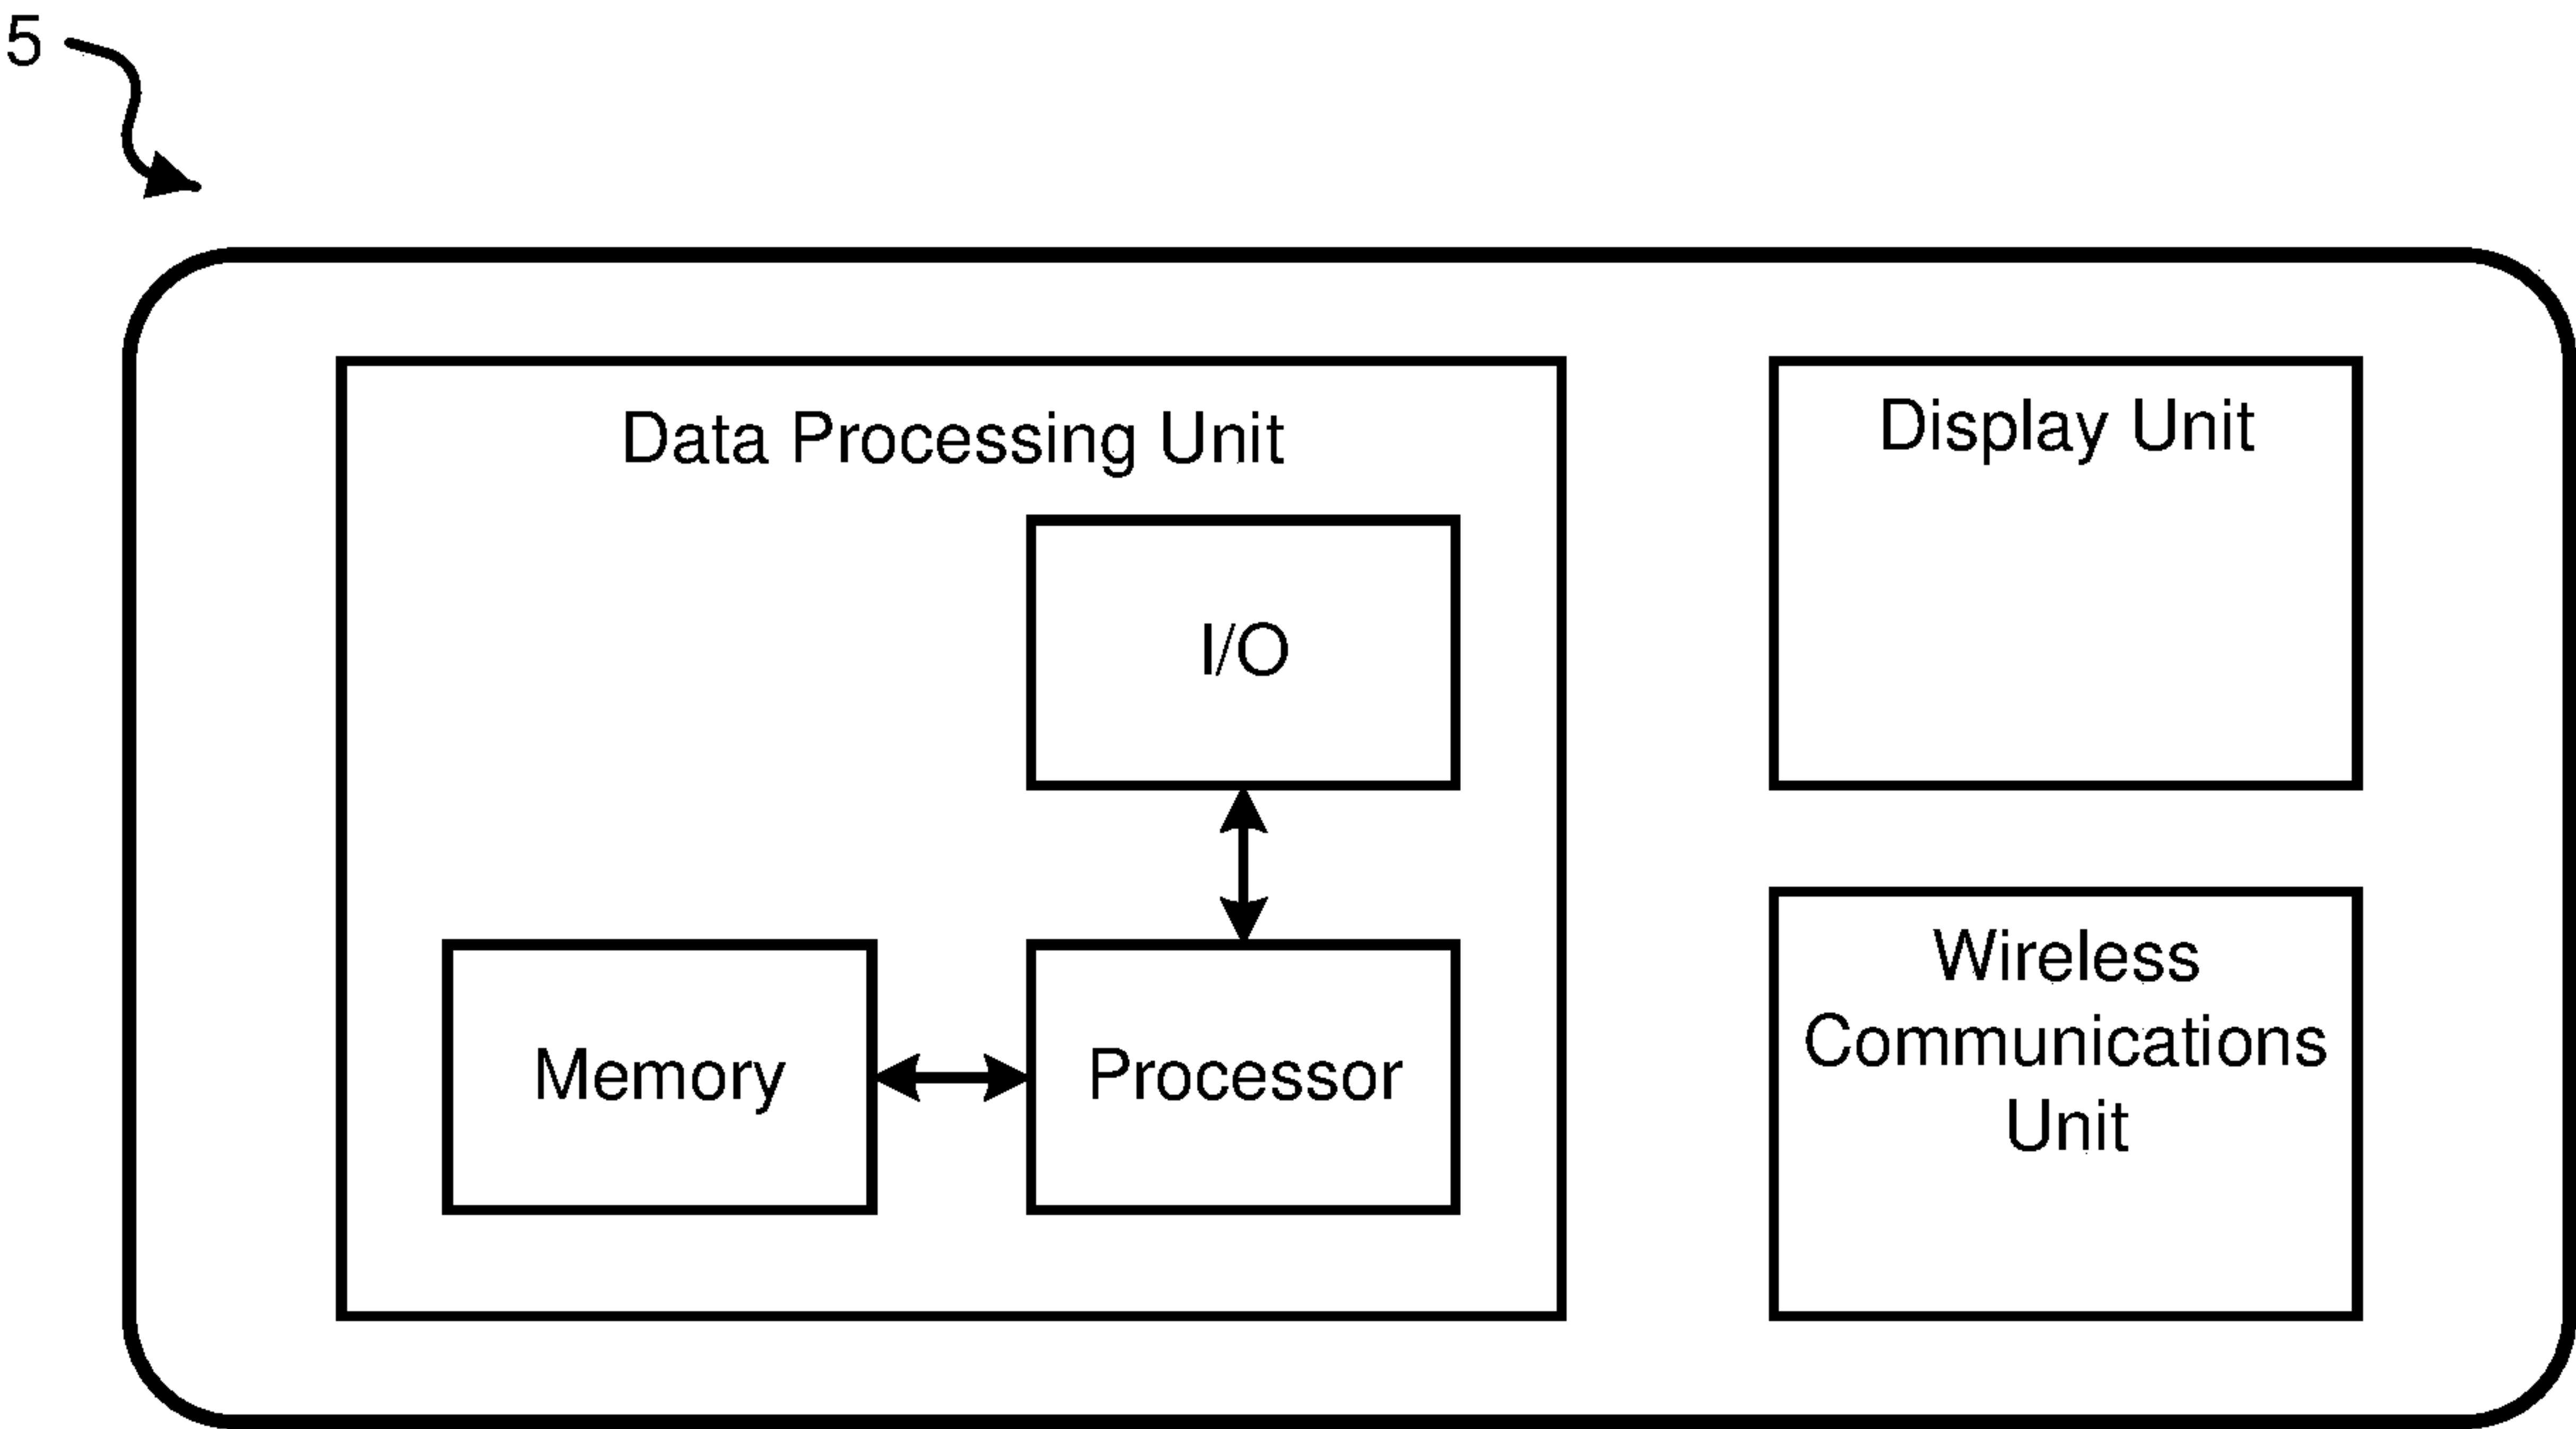 5
Data Processing Unit
I/O
Memory
Processor
Display Unit
Wireless
Communications
Unit